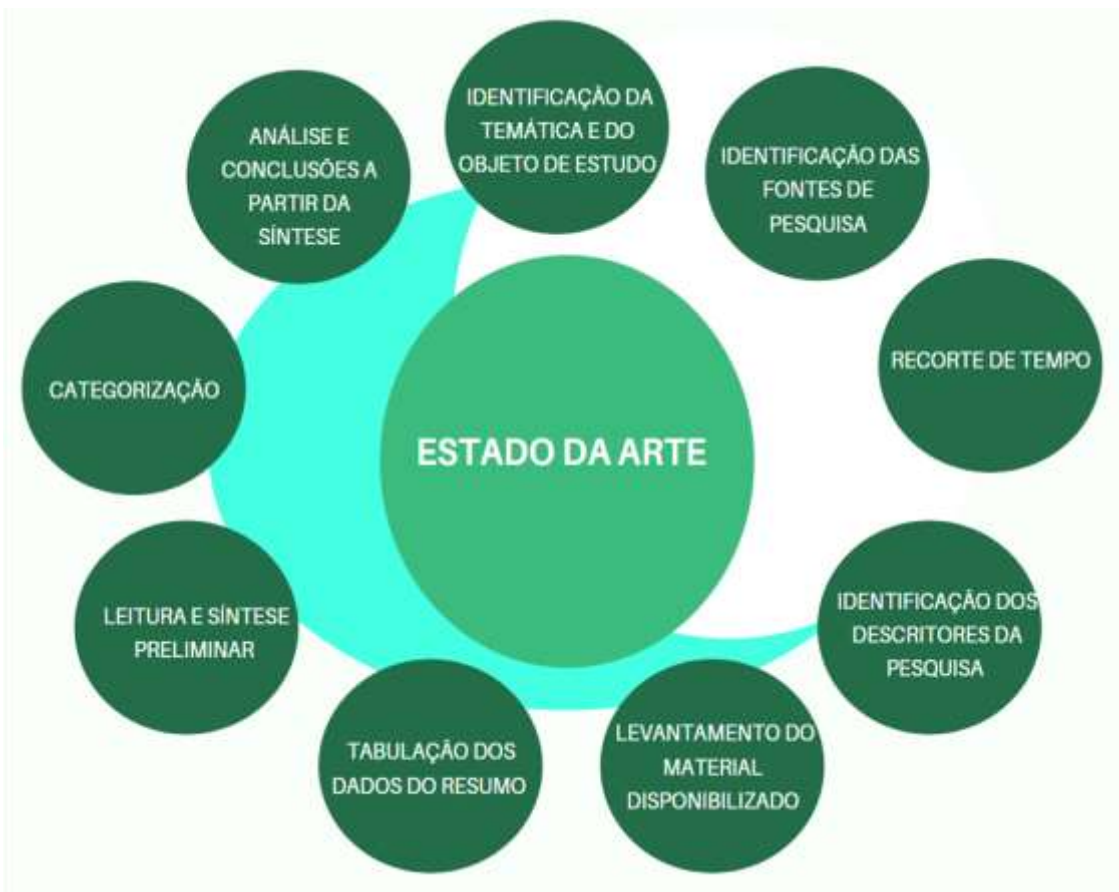 IDENTIFICAÇÃO DA
TEMÁTICA E DO
OBJETO DE ESTUDO
IDENTIFICAÇÃO DAS
FONTES DE
PESQUISA
RECORTE DE TEMPO
IDENTIFICAÇÃO DOS
DESCRITORES DA
PESQUISA
LEVANTAMENTO DO
MATERIAL
DISPONIBILIZADO
TABULAÇÃO DOS
DADOS DO RESUMO
LEITURA E SÍNTESE
PRELIMINAR
CATEGORIZAÇÃO
ANÁLISE E
CONCLUSÕES A
PARTIR DA
SÍNTESE
ESTADO DA ARTE